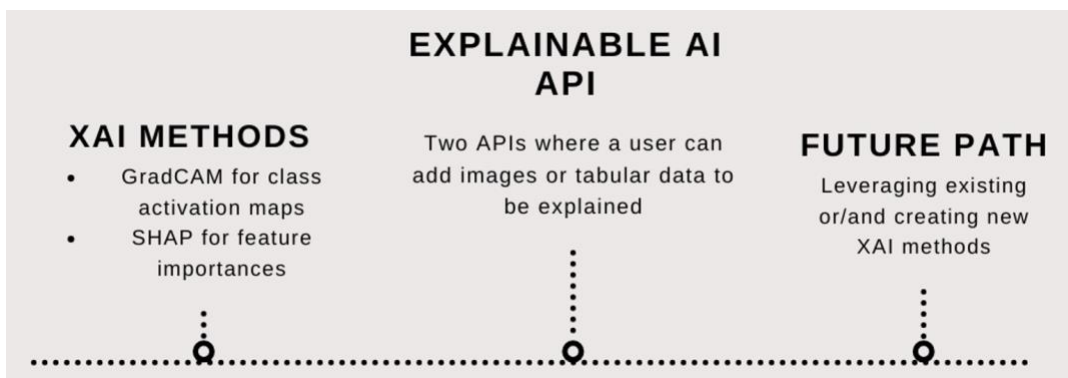 XAI METHODS
• GradCAM for class
activation maps
• SHAP for feature
importances
EXPLAINABLE AI
API
Two APIs where a user can
add images or tabular data to
be explained
FUTURE PATH
Leveraging existing
or/and creating new
XAI methods